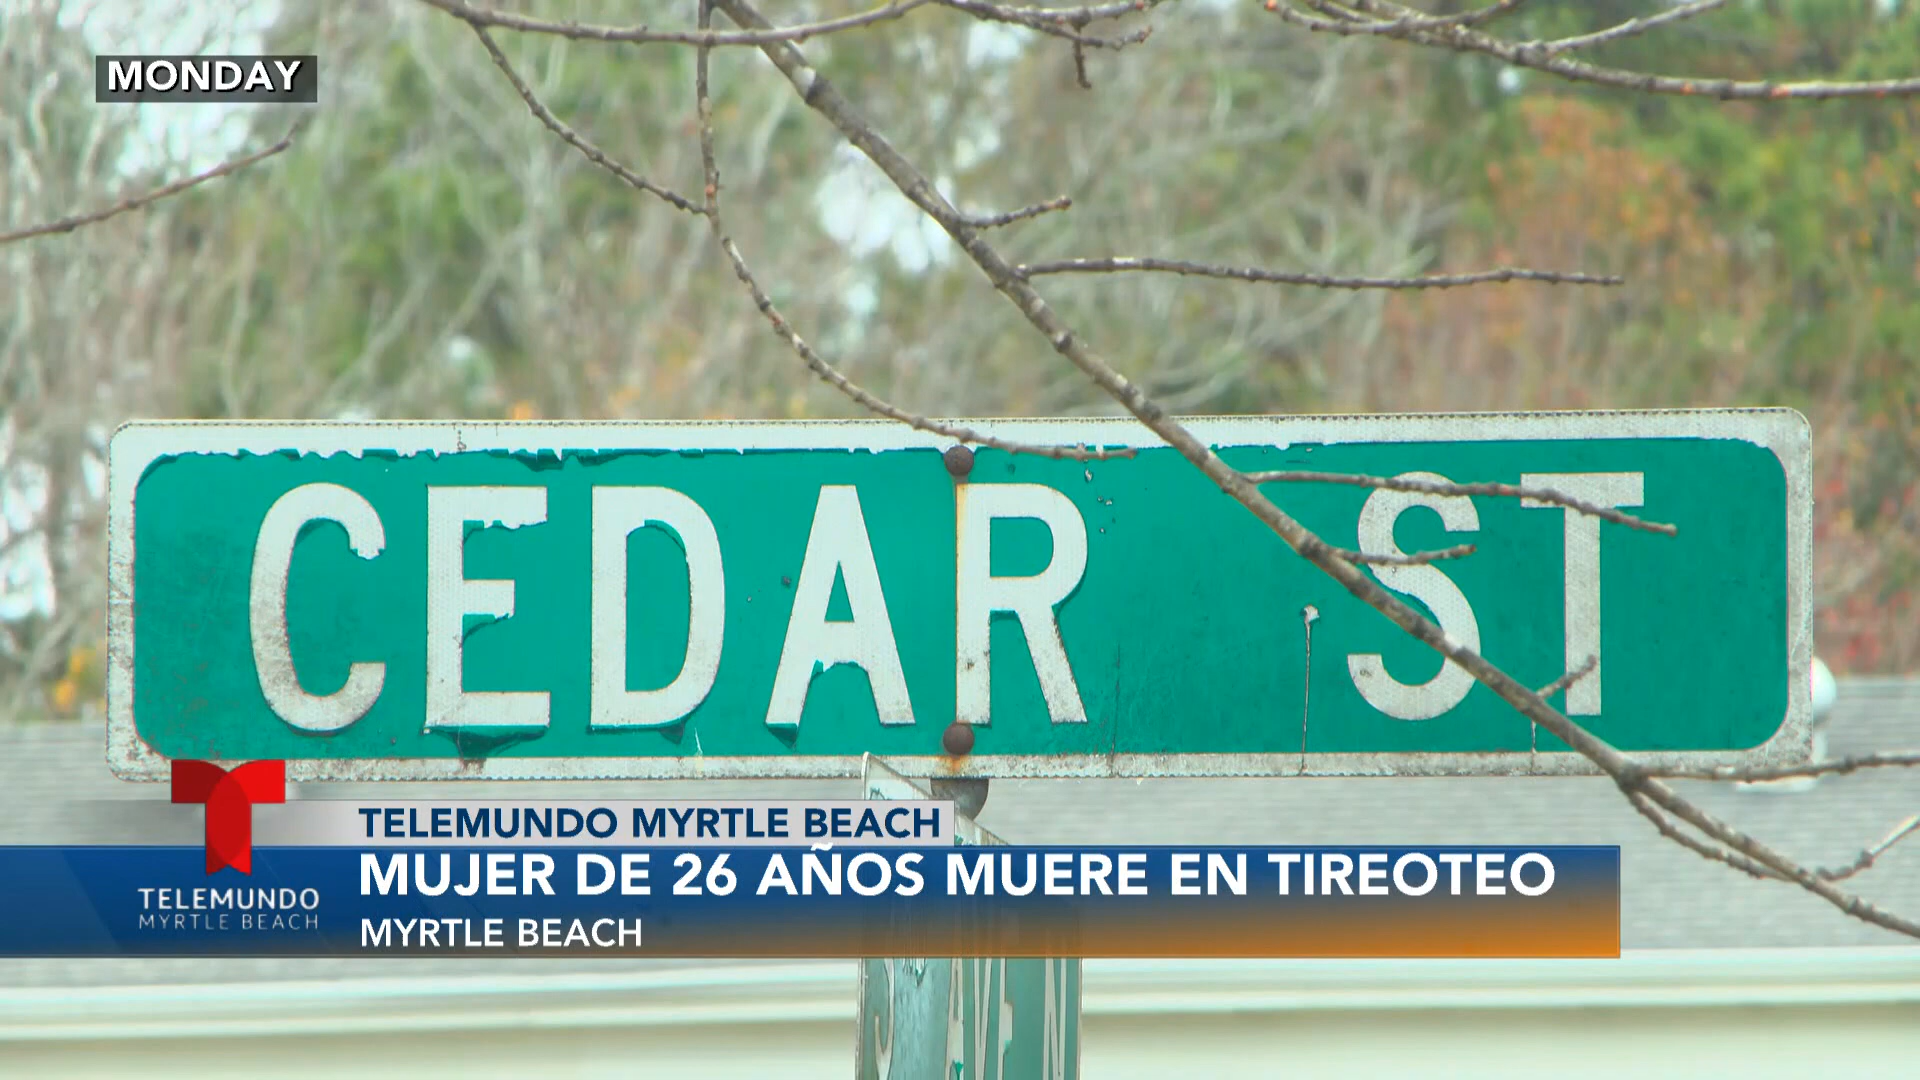 MONDAY
CEDAR ST
TELEMUNDO MYRTLE BEACH
MUJER DE 26 AÑOS MUERE EN TIREOTEO
MYRTLE BEACH
TELEMUNDO
MYRTLE BEACH